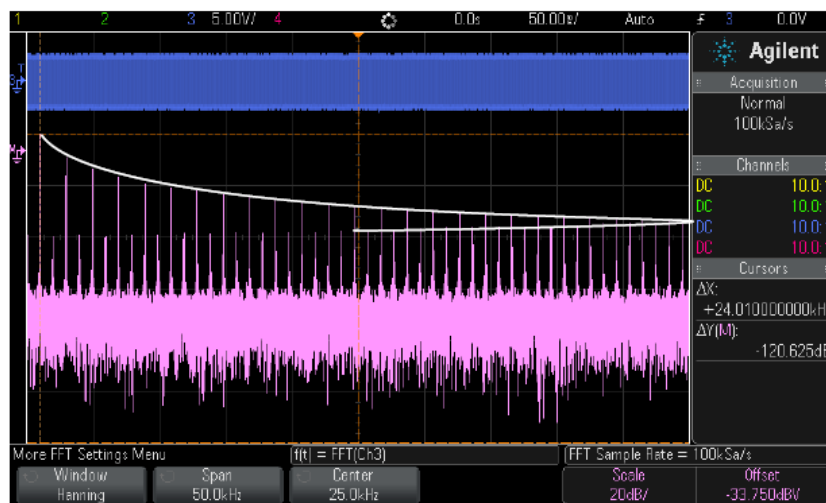 1 2 3 5.00V/ 4 0.0s 50.00s/ Auto 3 0.0V
Agilent
Acquisition
Normal
100kSa/s
Channels
DC 10.0:
DC 10.0:
DC 10.0:
DC 10.0:
Cursors
ΔX:
+24.010000000kH
ΔY(M):
-120.625dB
More FFT Settings Menu f(t) = FFT(Ch3) FFT Sample Rate = 100kSa/s
Window Span Center Scale Offset
Hanning 50.0kHz 25.0kHz 20dB/ -33.750dBV